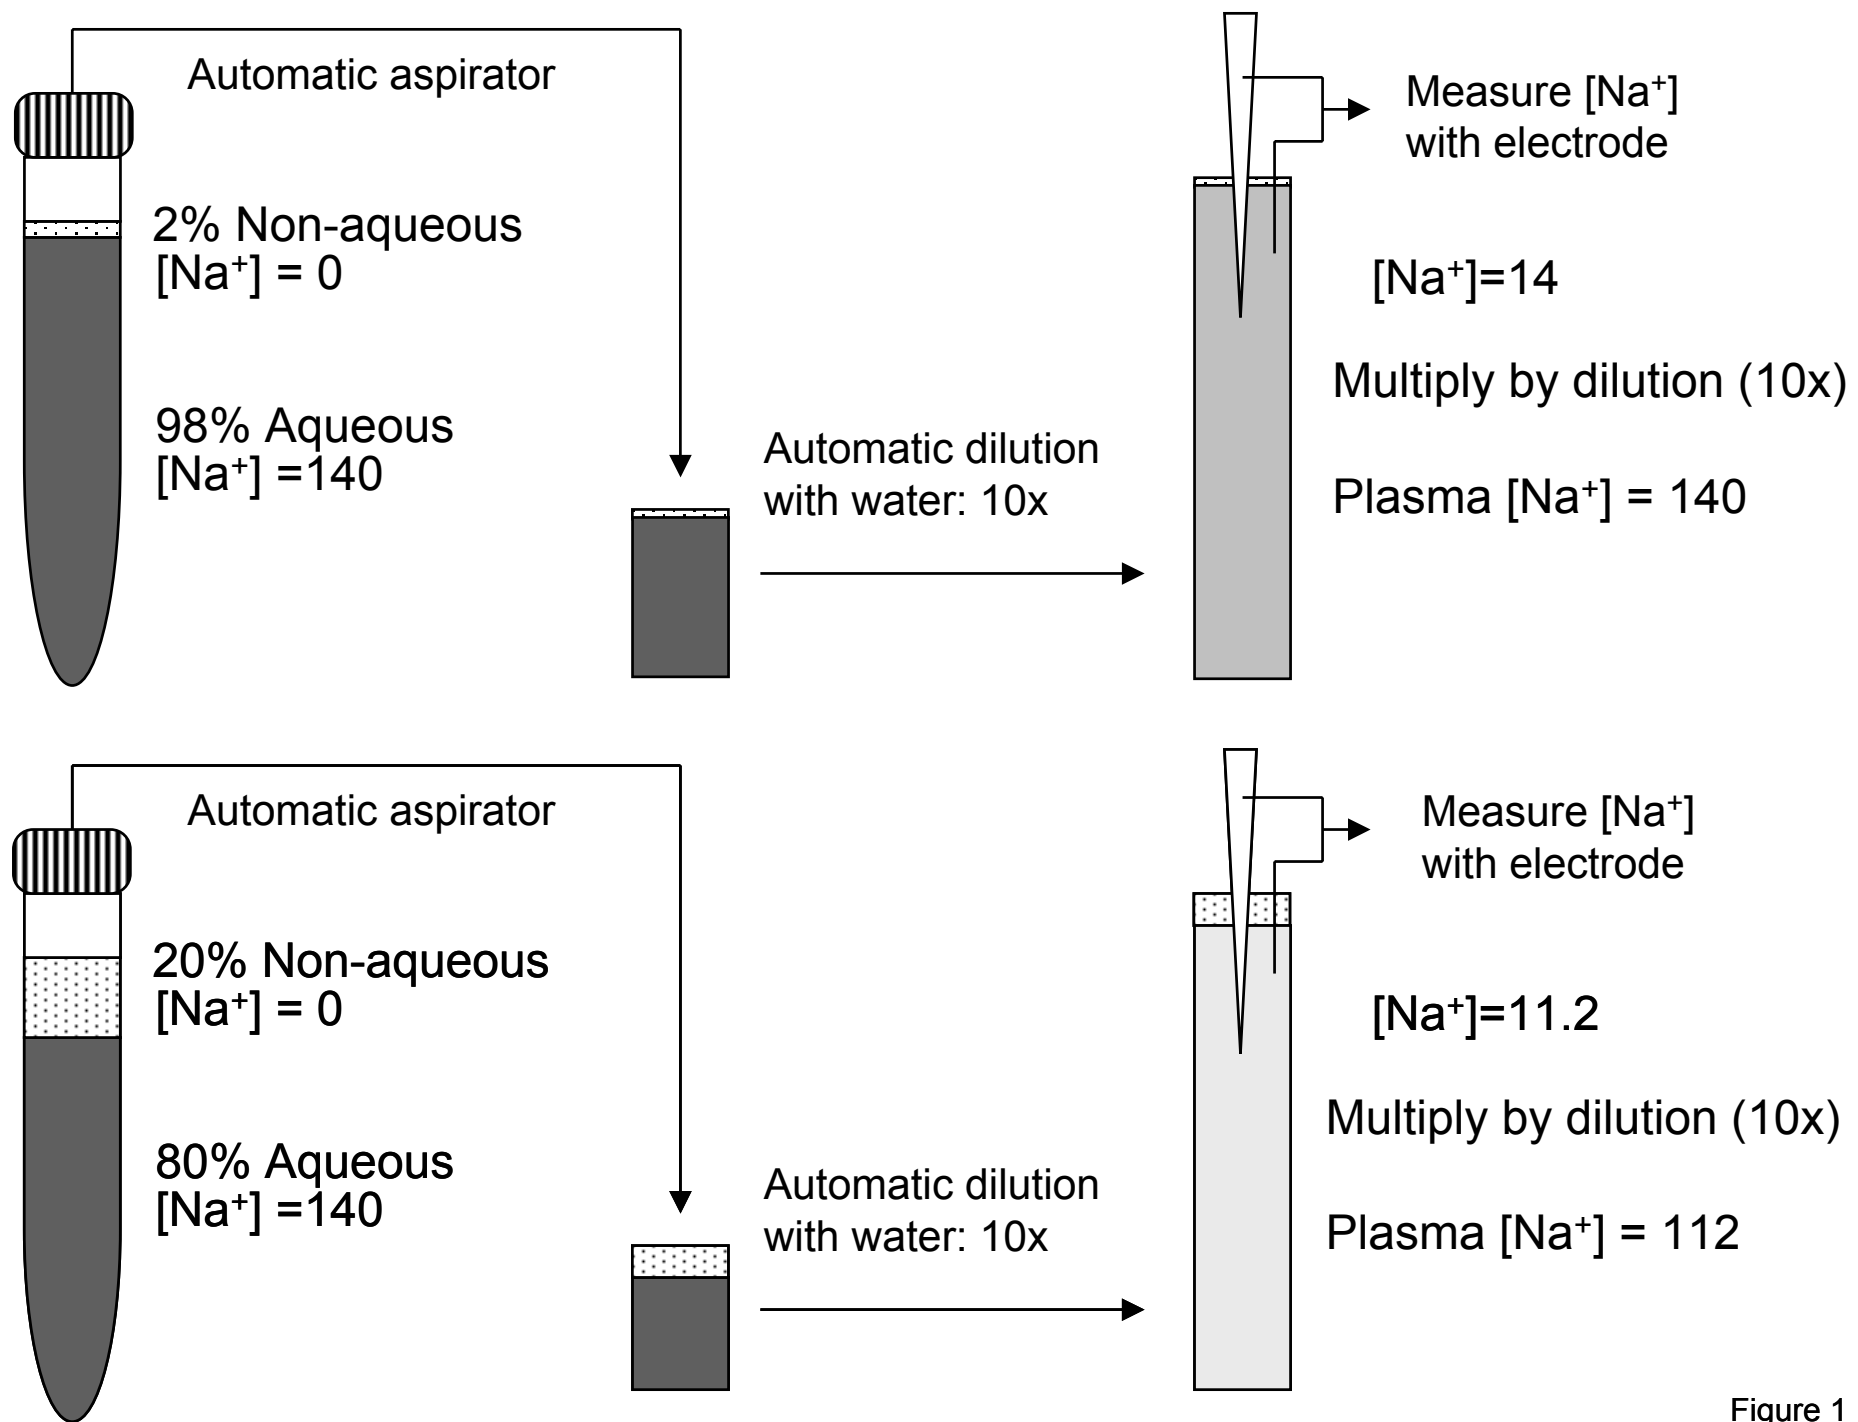 Automatic aspirator
Measure [Na⁺]
with electrode
2% Non-aqueous
[Na⁺] = 0
[Na⁺]=14
98% Aqueous
[Na⁺] =140
Multiply by dilution (10x)
Automatic dilution
with water: 10x
Plasma [Na⁺] = 140
Automatic aspirator
Measure [Na⁺]
with electrode
20% Non-aqueous
[Na⁺] = 0
[Na⁺]=11.2
80% Aqueous
[Na⁺] =140
Multiply by dilution (10x)
Automatic dilution
with water: 10x
Plasma [Na⁺] = 112
Figure 1